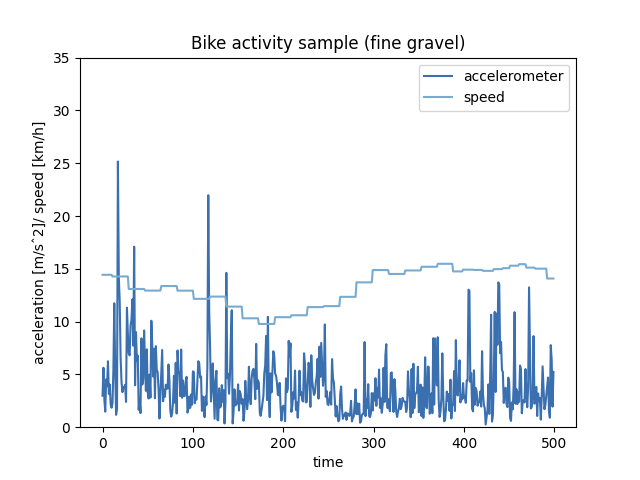 Bike activity sample (fine gravel)
accelerometer
speed
35
30
25
20
15
10
5
0
acceleration [m/s^2]/ speed [km/h]
0 100 200 300 400 500
time